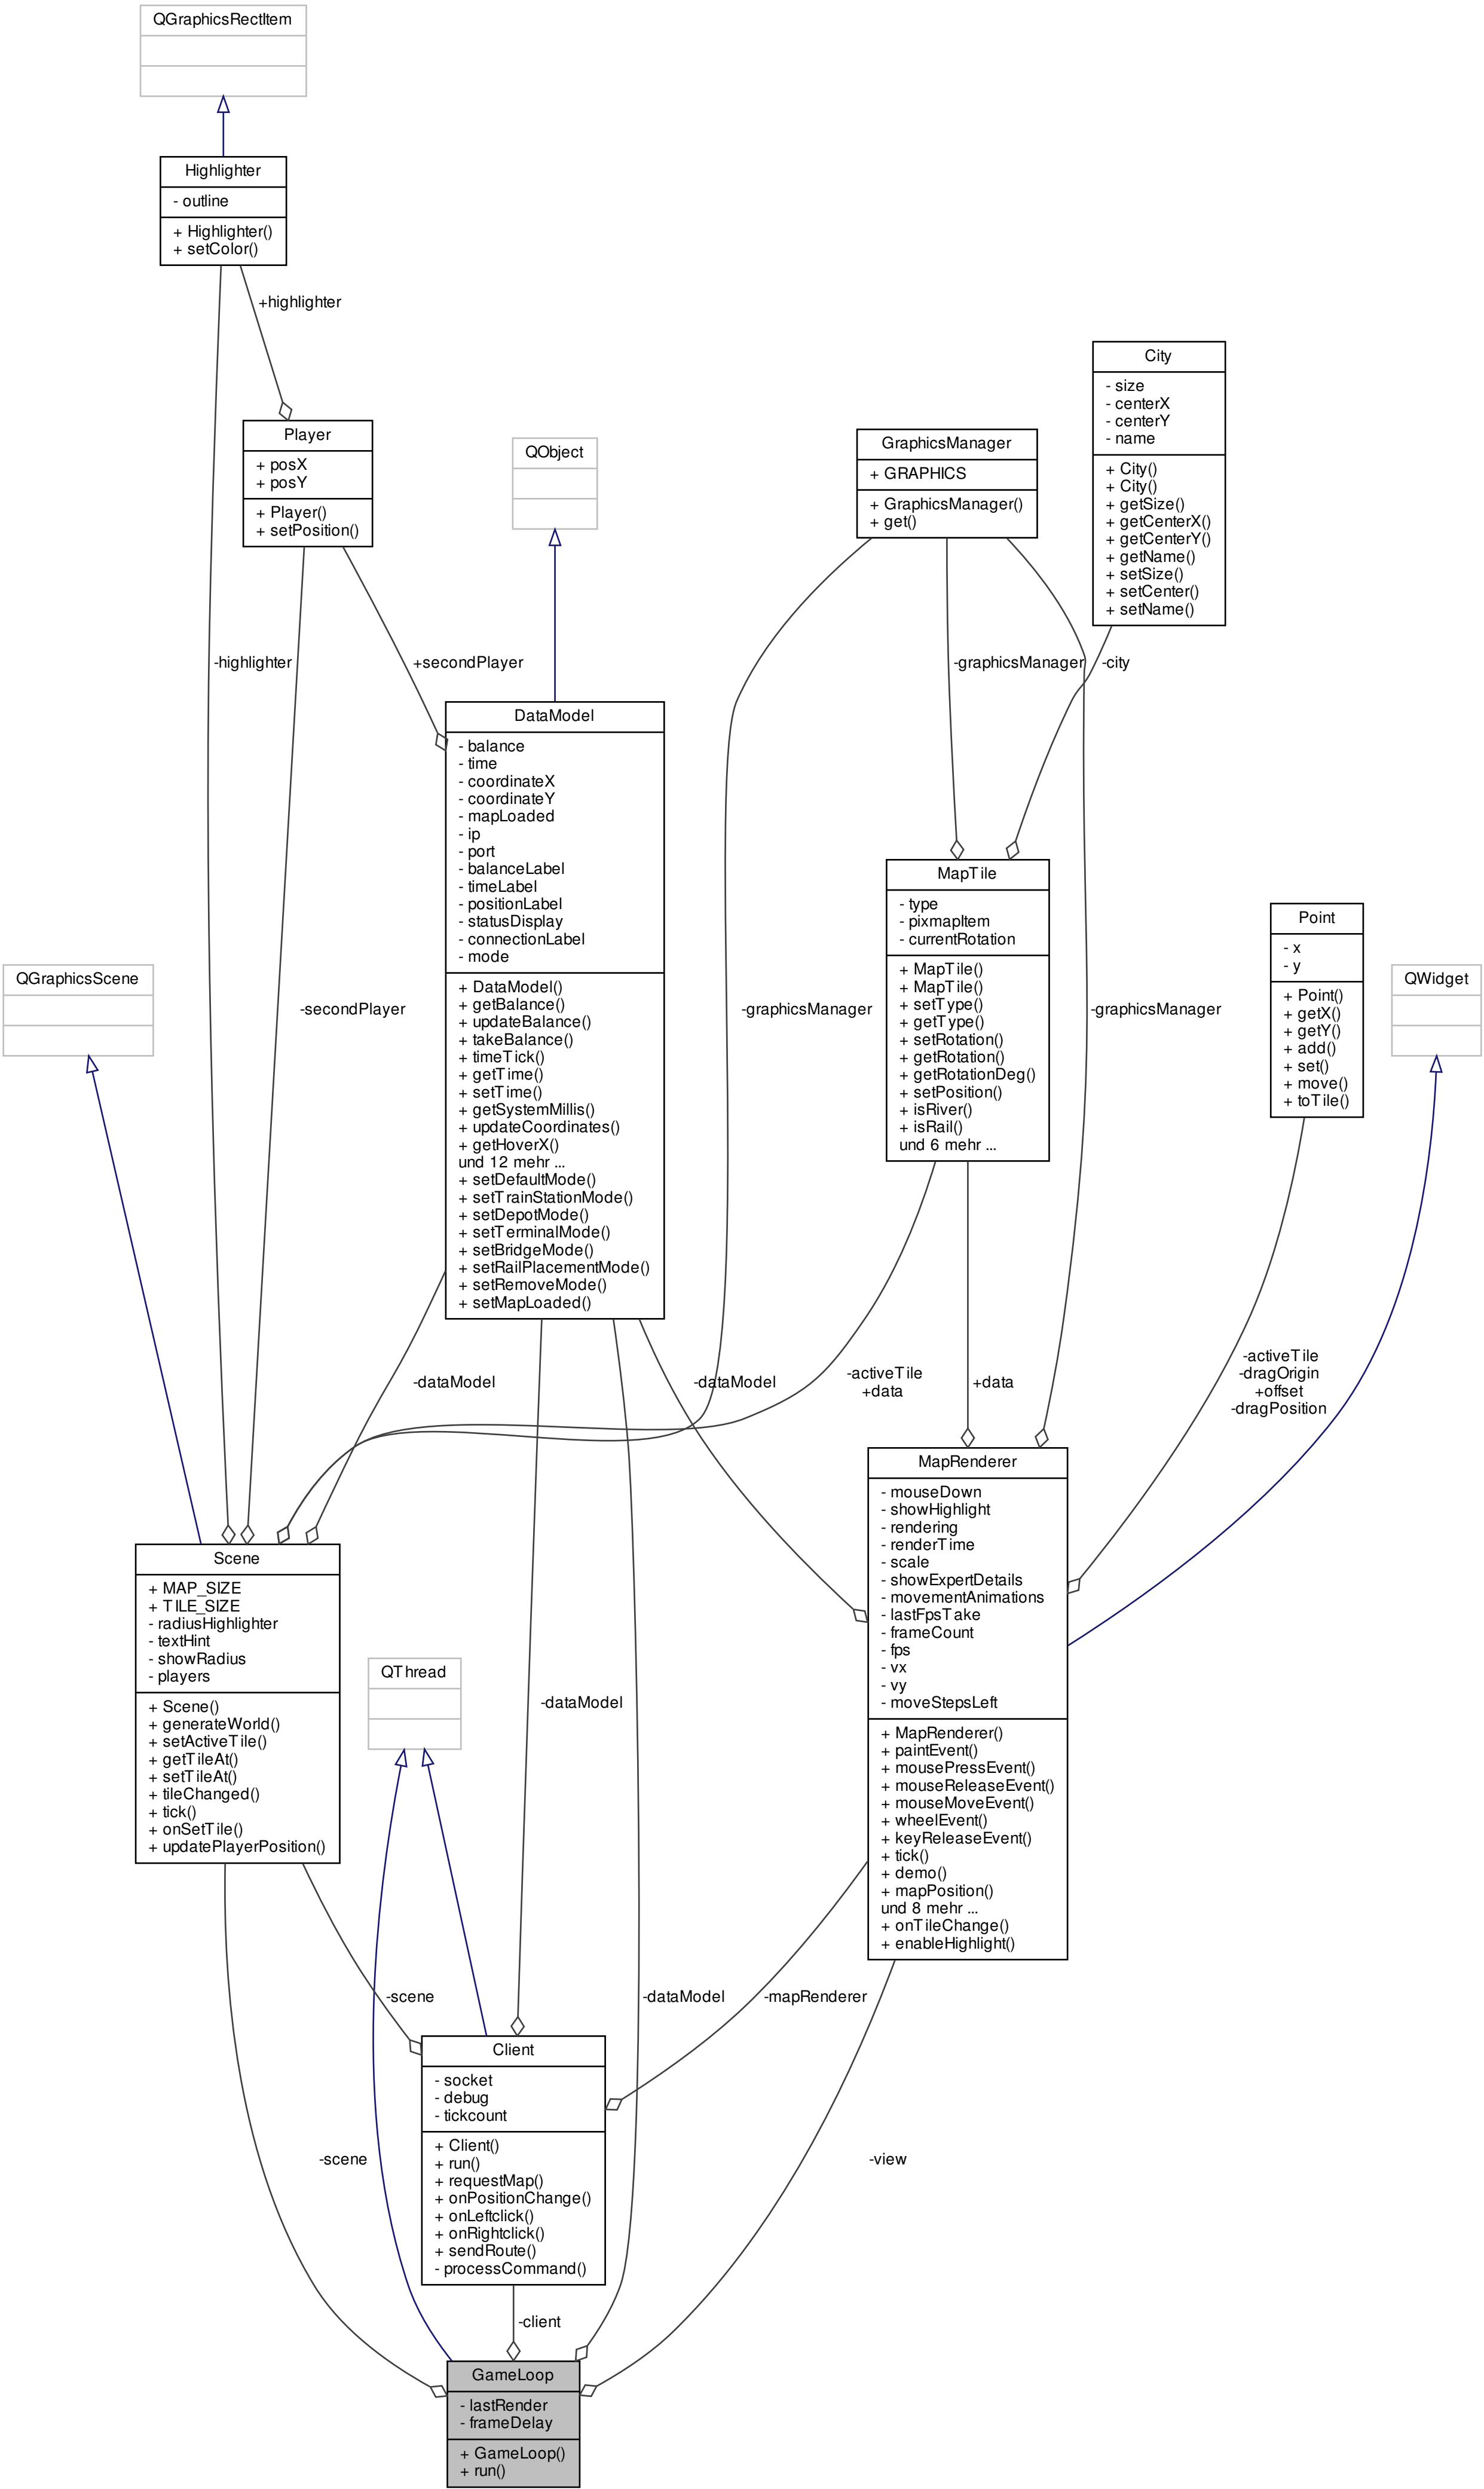 QGraphicsRectItem
Highlighter
- outline
+ Highlighter()
+ setColor()
+highlighter
City
- size
- centerX
- centerY
- name
+ City()
+ City()
+ getSize()
+ getCenterX()
+ getCenterY()
+ getName()
+ setSize()
+ setCenter()
+ setName()
Player
+ posX
+ posY
+ Player()
+ setPosition()
QObject
GraphicsManager
+ GRAPHICS
+ GraphicsManager()
+ get()
-highlighter
+secondPlayer
-graphicsManager
-city
DataModel
- balance
- time
- coordinateX
- coordinateY
- mapLoaded
- ip
- port
- balanceLabel
- timeLabel
- positionLabel
- statusDisplay
- connectionLabel
- mode
+ DataModel()
+ getBalance()
+ updateBalance()
+ takeBalance()
+ timeTick()
+ getTime()
+ setTime()
+ getSystemMillis()
+ updateCoordinates()
+ getHoverX()
und 12 mehr ...
+ setDefaultMode()
+ setTrainStationMode()
+ setDepotMode()
+ setTerminalMode()
+ setBridgeMode()
+ setRailPlacementMode()
+ setRemoveMode()
+ setMapLoaded()
MapTile
- type
- pixmapItem
- currentRotation
+ MapTile()
+ MapTile()
+ setType()
+ getType()
+ setRotation()
+ getRotation()
+ getRotationDeg()
+ setPosition()
+ isRiver()
+ isRail()
und 6 mehr ...
Point
- x
- y
+ Point()
+ getX()
+ getY()
+ add()
+ set()
+ move()
+ toTile()
QGraphicsScene
QWidget
-secondPlayer
-graphicsManager
-graphicsManager
-dataModel
-dataModel
-activeTile
+data
+data
-activeTile
-dragOrigin
+offset
-dragPosition
MapRenderer
- mouseDown
- showHighlight
- rendering
- renderTime
- scale
- showExpertDetails
- movementAnimations
- lastFpsTake
- frameCount
- fps
- vx
- vy
- moveStepsLeft
+ MapRenderer()
+ paintEvent()
+ mousePressEvent()
+ mouseReleaseEvent()
+ mouseMoveEvent()
+ wheelEvent()
+ keyReleaseEvent()
+ tick()
+ demo()
+ mapPosition()
und 8 mehr ...
+ onTileChange()
+ enableHighlight()
Scene
+ MAP_SIZE
+ TILE_SIZE
- radiusHighlighter
- textHint
- showRadius
- players
+ Scene()
+ generateWorld()
+ setActiveTile()
+ getTileAt()
+ setTileAt()
+ tileChanged()
+ tick()
+ onSetTile()
+ updatePlayerPosition()
QThread
-dataModel
-scene
-dataModel
-mapRenderer
Client
- socket
- debug
- tickcount
+ Client()
+ run()
+ requestMap()
+ onPositionChange()
+ onLeftclick()
+ onRightclick()
+ sendRoute()
- processCommand()
-scene
-view
-client
GameLoop
- lastRender
- frameDelay
+ GameLoop()
+ run()